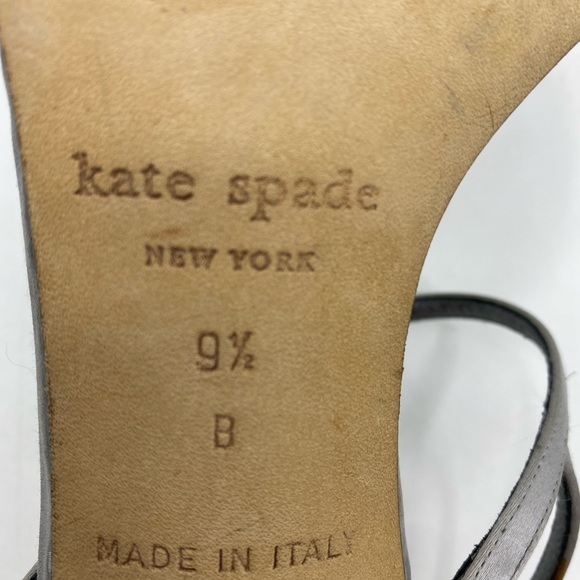 kate spade
NEW YORK
9½
B
MADE IN ITALY